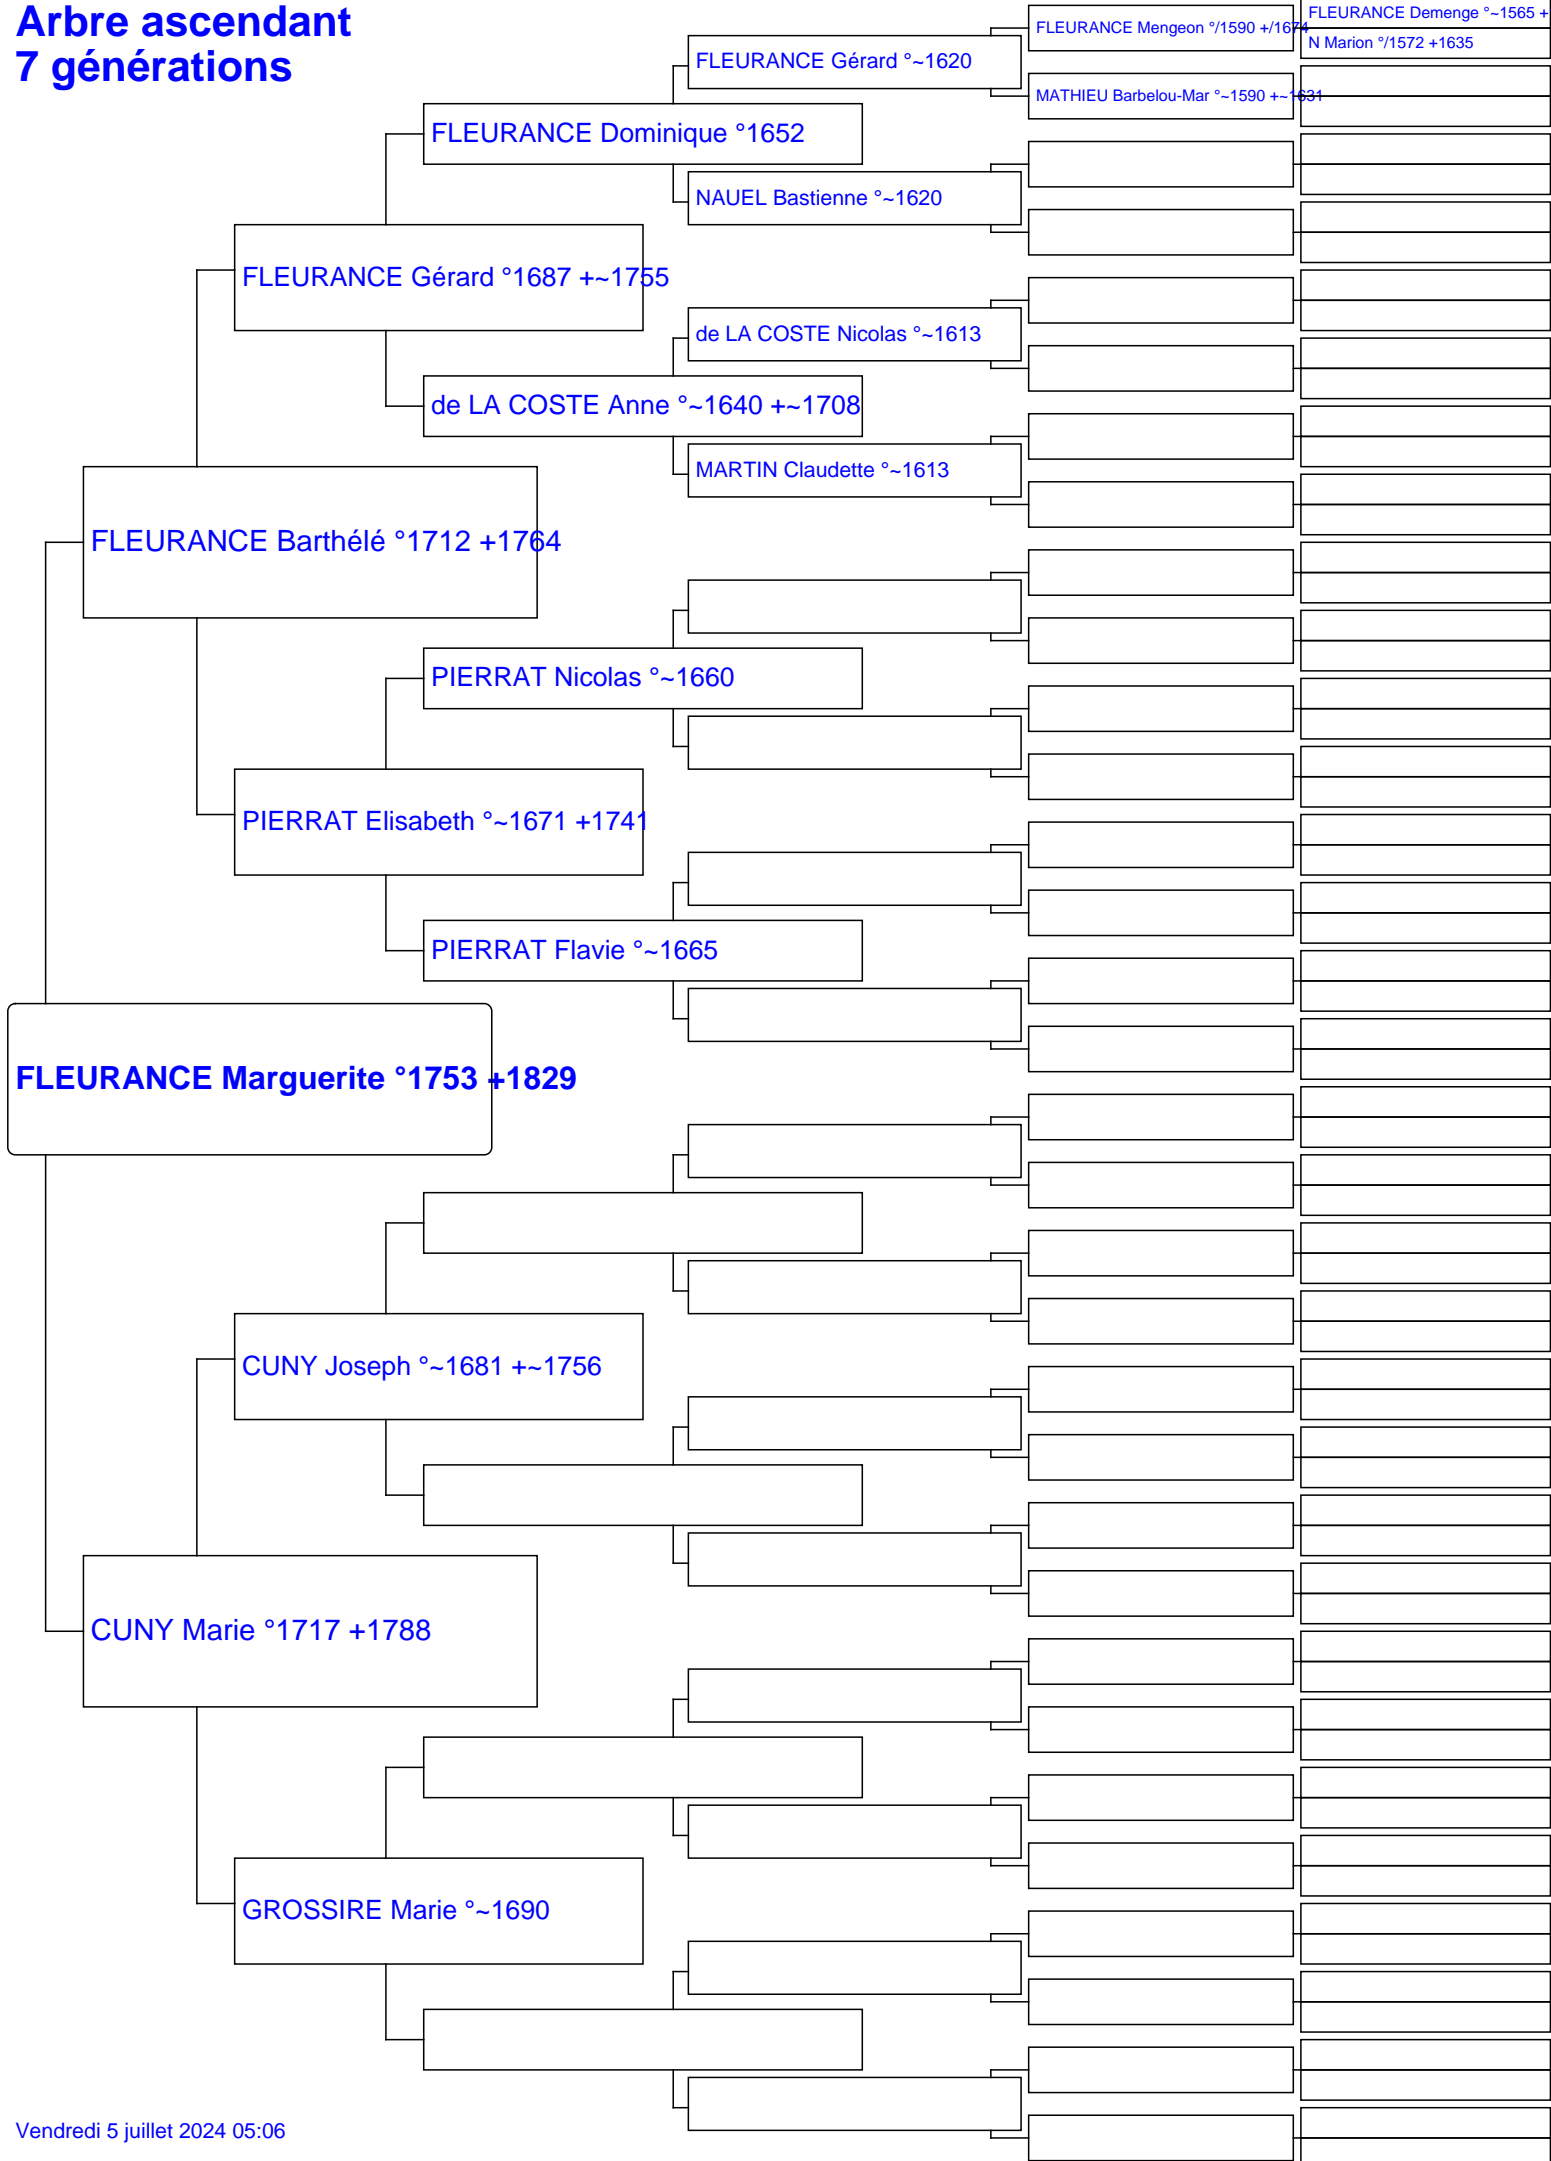 Arbre ascendant
7 générations
FLEURANCE Demenge °~1565 +
FLEURANCE Mengeon °/1590 +/1674
N Marion °/1572 +1635
FLEURANCE Gérard °~1620
MATHIEU Barbelou-Mar °~1590 +~1631
FLEURANCE Dominique °1652
NAUEL Bastienne °~1620
FLEURANCE Gérard °1687 +~1755
de LA COSTE Nicolas °~1613
de LA COSTE Anne °~1640 +~1708
MARTIN Claudette °~1613
FLEURANCE Barthélé °1712 +1764
PIERRAT Nicolas °~1660
PIERRAT Elisabeth °~1671 +1741
PIERRAT Flavie °~1665
FLEURANCE Marguerite °1753 +1829
CUNY Joseph °~1681 +~1756
CUNY Marie °1717 +1788
GROSSIRE Marie °~1690
Vendredi 5 juillet 2024 05:06